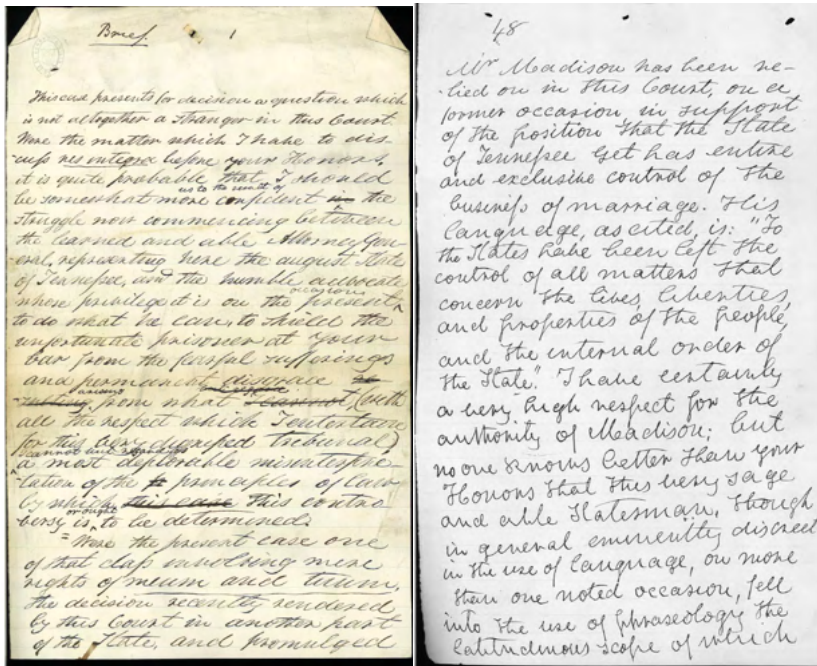 Brief. 1
This case presents for decision a question which
is not altogether a stranger in this Court.
Were the matter which I have to dis-
cuss res integra before your Honors,
it is quite probable that I should
as to the result of
be somewhat more confident in the
struggle now commencing between
the learned and able Attorney Gen-
eral, representing here the august State
of Tennessee, and the humble advocate
occasion
whose privilege it is on the present
to do what he can, to shield the
unfortunate prisoner at your
bar from the fearful sufferings
and permanent disgrace
arising
from what cannot, (with
all the respect which I entertain
for this very dignified tribunal)
cannot but regard as
a most deplorable misinterpre-
tation of the principles of law
by which this case this contro-
or ought
versy is to be determined.
Were the present case one
of that class involving mere
rights of meum and tuum,
the decision recently rendered
by this Court in another part
of the State, and promulged
48
Mr Madison has been re-
lied on in this Court, on a
former occasion, in support
of the position that the State
of Tennessee yet has entire
and exclusive control of the
business of marriage. His
language, as cited, is: "To
the States have been left the
control of all matters that
concern the lives, liberties,
and properties of the people,
and the internal order of
the State." I have certainly
a very high respect for the
authority of Madison; but
no one knows better than your
Honors that this very sage
and able Statesman, though
in general eminently discreet
in the use of language, on more
than one noted occasion, fell
into the use of phraseology the
latitudinous scope of which